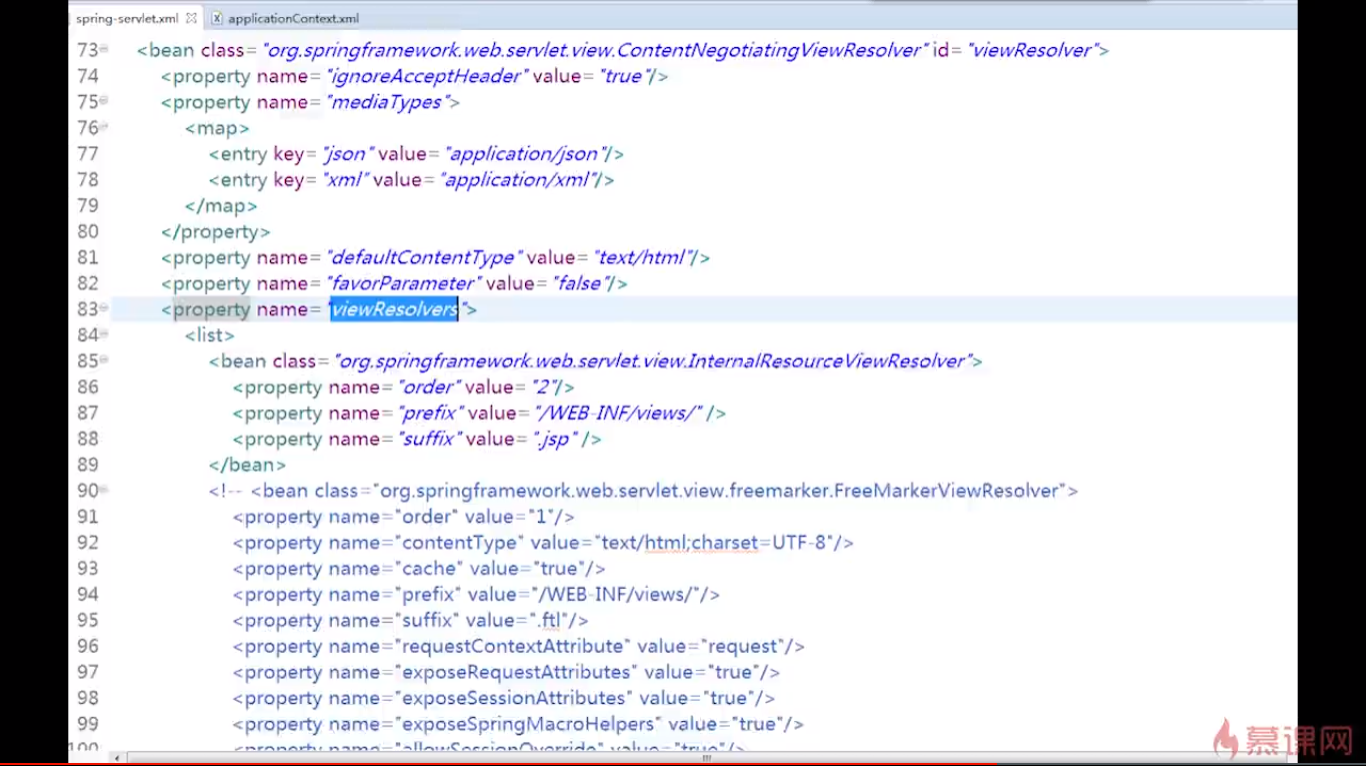 spring-servlet.xml applicationContext.xml
73 <bean class="org.springframework.web.servlet.view.ContentNegotiatingViewResolver" id="viewResolver">
74 <property name="ignoreAcceptHeader" value="true"/>
75 <property name="mediaTypes">
76 <map>
77 <entry key="json" value="application/json"/>
78 <entry key="xml" value="application/xml"/>
79 </map>
80 </property>
81 <property name="defaultContentType" value="text/html"/>
82 <property name="favorParameter" value="false"/>
83 <property name="viewResolvers">
84 <list>
85 <bean class="org.springframework.web.servlet.view.InternalResourceViewResolver">
86 <property name="order" value="2"/>
87 <property name="prefix" value="/WEB-INF/views/" />
88 <property name="suffix" value=".jsp" />
89 </bean>
90 <!-- <bean class="org.springframework.web.servlet.view.freemarker.FreeMarkerViewResolver">
91 <property name="order" value="1"/>
92 <property name="contentType" value="text/html;charset=UTF-8"/>
93 <property name="cache" value="true"/>
94 <property name="prefix" value="/WEB-INF/views/"/>
95 <property name="suffix" value=".ftl"/>
96 <property name="requestContextAttribute" value="request"/>
97 <property name="exposeRequestAttributes" value="true"/>
98 <property name="exposeSessionAttributes" value="true"/>
99 <property name="exposeSpringMacroHelpers" value="true"/>
100 <property name="allowSessionOverride" value="true"/>
慕课网